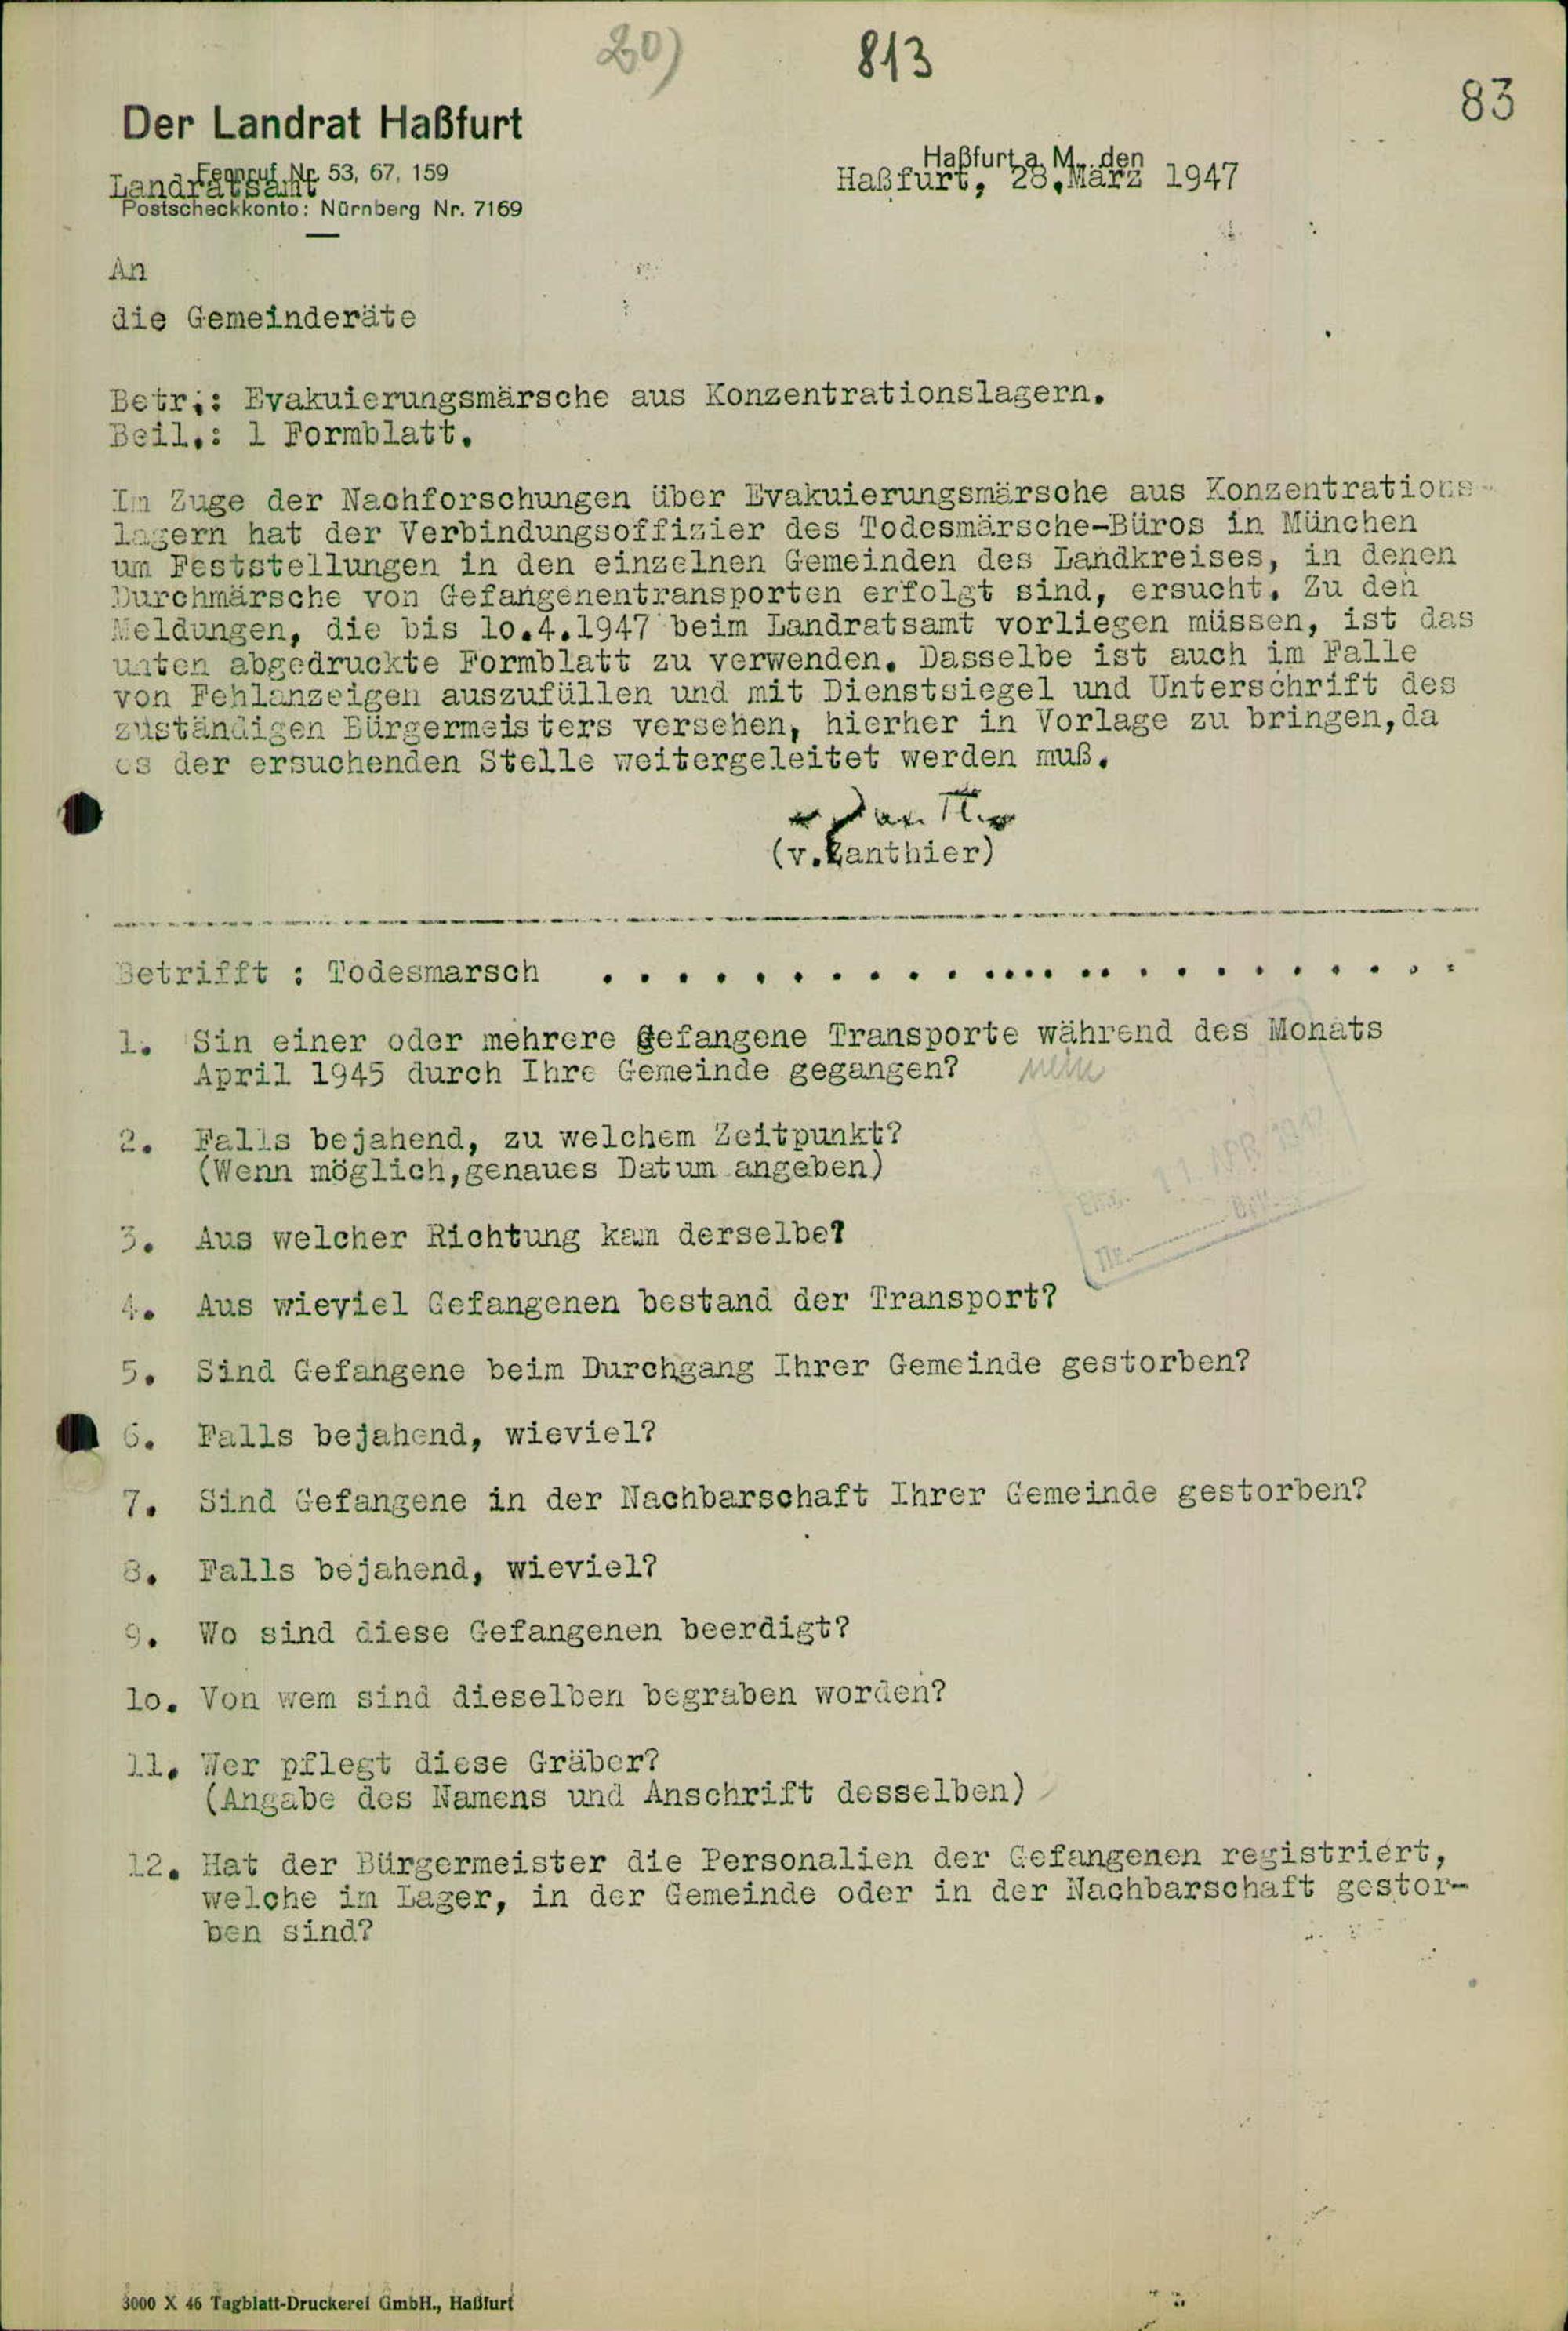 20)
813
83
Der Landrat Haßfurt
Fernruf Nr. 53, 67, 159
Landratsamt
Postscheckkonto: Nürnberg Nr. 7169
Haßfurt a. M., den
Haßfurt, 28.März 1947
An
die Gemeinderäte
Betr.: Evakuierungsmärsche aus Konzentrationslagern.
Beil.: 1 Formblatt.
Im Zuge der Nachforschungen über Evakuierungsmärsche aus Konzentrations-
lagern hat der Verbindungsoffizier des Todesmärsche-Büros in München
um Feststellungen in den einzelnen Gemeinden des Landkreises, in denen
Durchmärsche von Gefangenentransporten erfolgt sind, ersucht. Zu den
Meldungen, die bis 1o.4.1947 beim Landratsamt vorliegen müssen, ist das
unten abgedruckte Formblatt zu verwenden. Dasselbe ist auch im Falle
von Fehlanzeigen auszufüllen und mit Dienstsiegel und Unterschrift des
zuständigen Bürgermeisters versehen, hierher in Vorlage zu bringen,da
es der ersuchenden Stelle weitergeleitet werden muß.
(v.Zanthier)
Betrifft : Todesmarsch . . . . . . . . . . .... .. . . . . . . . . .
1. Sin einer oder mehrere Gefangene Transporte während des Monats
April 1945 durch Ihre Gemeinde gegangen? nein
2. Falls bejahend, zu welchem Zeitpunkt?
(Wenn möglich,genaues Datum angeben)
11 APR 1947
Nr.
3. Aus welcher Richtung kam derselbe?
4. Aus wieviel Gefangenen bestand der Transport?
5. Sind Gefangene beim Durchgang Ihrer Gemeinde gestorben?
6. Falls bejahend, wieviel?
7. Sind Gefangene in der Nachbarschaft Ihrer Gemeinde gestorben?
8. Falls bejahend, wieviel?
9. Wo sind diese Gefangenen beerdigt?
1o. Von wem sind dieselben begraben worden?
11. Wer pflegt diese Gräber?
(Angabe des Namens und Anschrift desselben)
12. Hat der Bürgermeister die Personalien der Gefangenen registriert,
welche im Lager, in der Gemeinde oder in der Nachbarschaft gestor-
ben sind?
3000 X 46 Tagblatt-Druckerei GmbH., Haßfurt